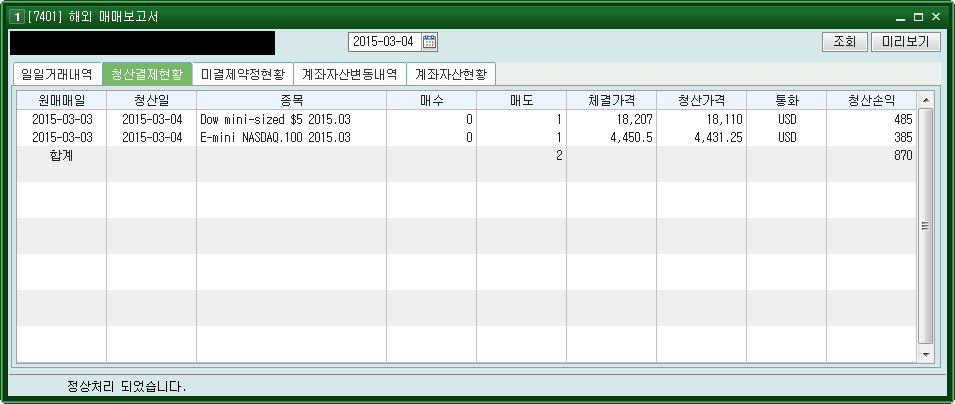 1 [7401] 해외 매매보고서
2015-03-04 조회 미리보기
일일거래내역 청산결제현황 미결제약정현황 계좌자산변동내역 계좌자산현황
원매매일 청산일 종목 매수 매도 체결가격 청산가격 통화 청산손익
2015-03-03 2015-03-04 Dow mini-sized $5 2015.03 0 1 18,207 18,110 USD 485
2015-03-03 2015-03-04 E-mini NASDAQ.100 2015.03 0 1 4,450.5 4,431.25 USD 385
합계 2 870
정상처리 되었습니다.